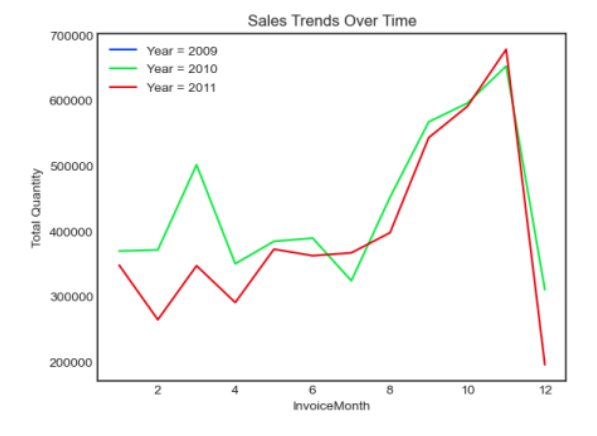 Sales Trends Over Time
700000
600000
500000
400000
300000
200000
Total Quantity
Year = 2009
Year = 2010
Year = 2011
2 4 6 8 10 12
InvoiceMonth